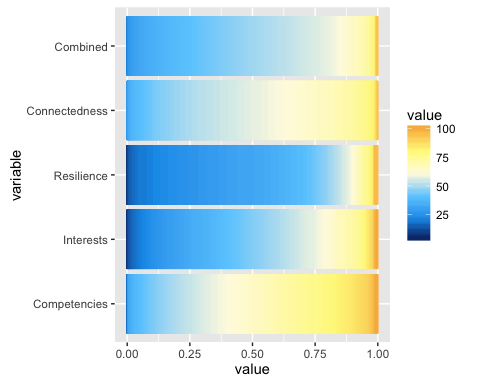 Combined
Connectedness
Resilience
Interests
Competencies
variable
0.00 0.25 0.50 0.75 1.00
value
value
100
75
50
25